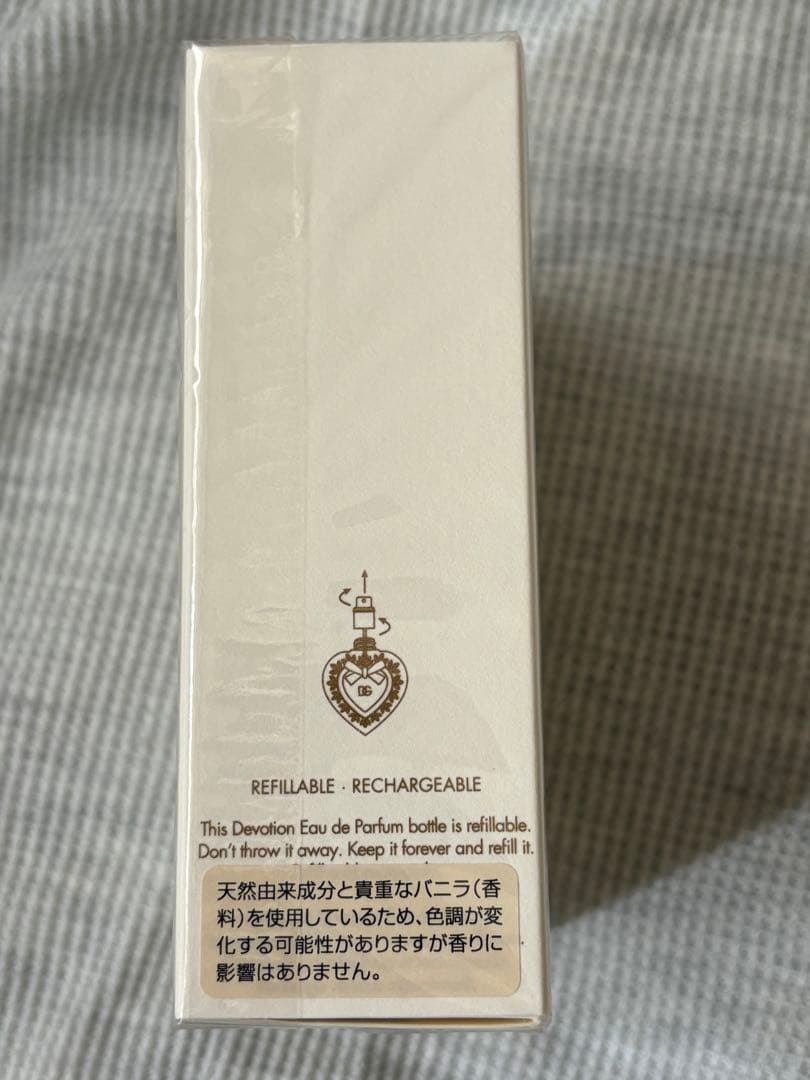 DG
REFILLABLE · RECHARGEABLE
This Devotion Eau de Parfum bottle is refillable.
Don't throw it away. Keep it forever and refill it.
天然由来成分と貴重なバニラ(香
料)を使用しているため、色調が変
化する可能性がありますが香りに
影響はありません。